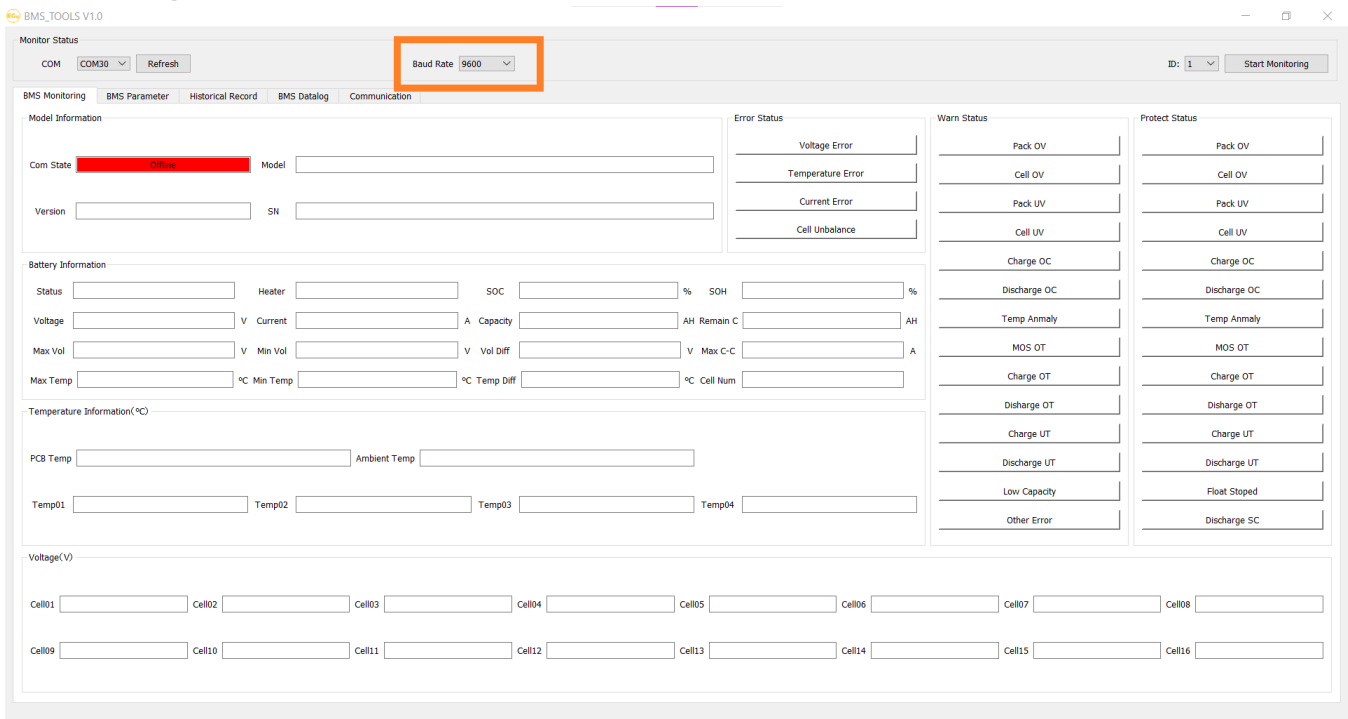 BMS_TOOLS V1.0
Monitor Status
COM COM30 Refresh Baud Rate 9600 ID: 1 Start Monitoring
BMS Monitoring BMS Parameter Historical Record BMS Datalog Communication
Model Information Error Status Warn Status Protect Status
Voltage Error Pack OV Pack OV
Com State Offline Model
Temperature Error Cell OV Cell OV
Current Error Pack UV Pack UV
Version SN
Cell Unbalance Cell UV Cell UV
Battery Information Charge OC Charge OC
Status Heater SOC % SOH % Discharge OC Discharge OC
Voltage V Current A Capacity AH Remain C AH Temp Anmaly Temp Anmaly
Max Vol V Min Vol V Vol Diff V Max C-C A MOS OT MOS OT
Max Temp ºC Min Temp ºC Temp Diff ºC Cell Num Charge OT Charge OT
Temperature Information(ºC) Disharge OT Disharge OT
Charge UT Charge UT
PCB Temp Ambient Temp Discharge UT Discharge UT
Low Capacity Float Stoped
Temp01 Temp02 Temp03 Temp04
Other Error Discharge SC
Voltage(V)
Cell01 Cell02 Cell03 Cell04 Cell05 Cell06 Cell07 Cell08
Cell09 Cell10 Cell11 Cell12 Cell13 Cell14 Cell15 Cell16